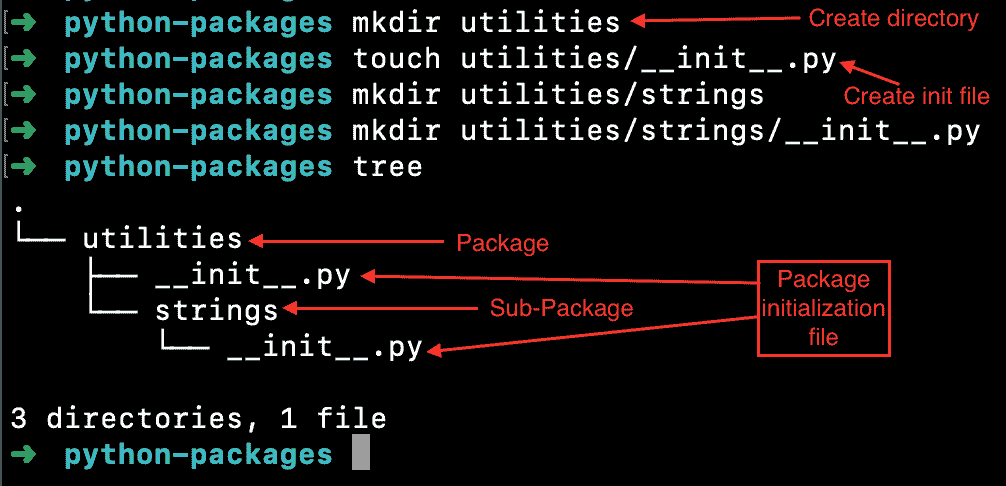 ➜ python-packages mkdir utilities Create directory
➜ python-packages touch utilities/__init__.py
Create init file
➜ python-packages mkdir utilities/strings
➜ python-packages mkdir utilities/strings/__init__.py
➜ python-packages tree
.
└── utilities Package
├── __init__.py
└── strings Sub-Package
└── __init__.py
Package
initialization
file
3 directories, 1 file
➜ python-packages